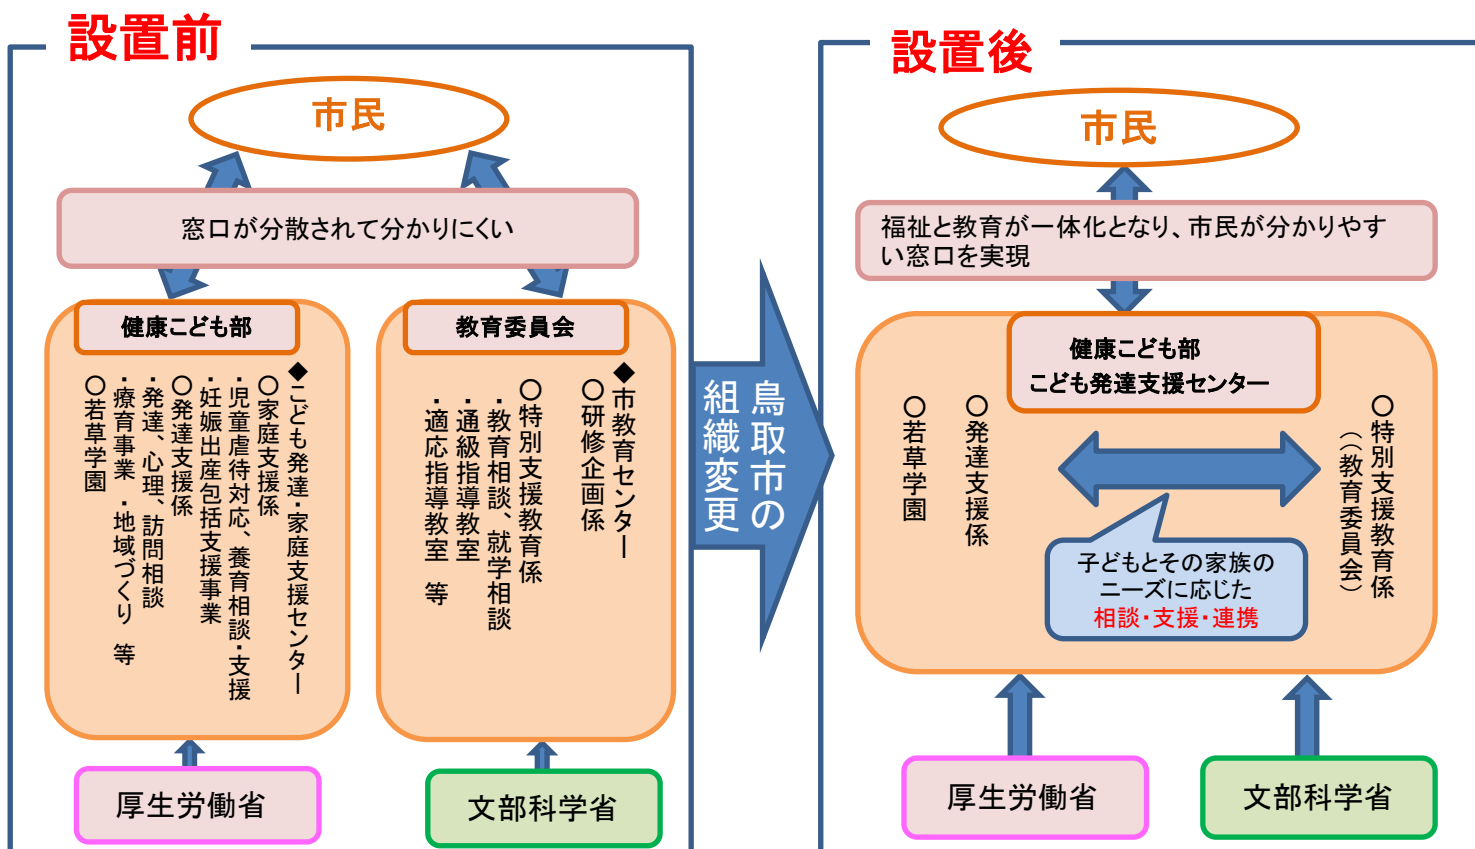 設置前
市民
窓口が分散されて分かりにくい
健康こども部
◆こども発達・家庭支援センター
○家庭支援係
・児童虐待対応、養育相談・支援
・妊娠出産包括支援事業
○発達支援係
・発達、心理、訪問相談
・療育事業　・地域づくり　等
○若草学園
教育委員会
◆市教育センター
○研修企画係
○特別支援教育係
・教育相談、就学相談
・通級指導教室
・適応指導教室　等
厚生労働省
文部科学省
鳥取市の
組織変更
設置後
市民
福祉と教育が一体化となり、市民が分かりやす
い窓口を実現
健康こども部
こども発達支援センター
○特別支援教育係
（（教育委員会）
○発達支援係
○若草学園
子どもとその家族の
ニーズに応じた
相談・支援・連携
厚生労働省
文部科学省